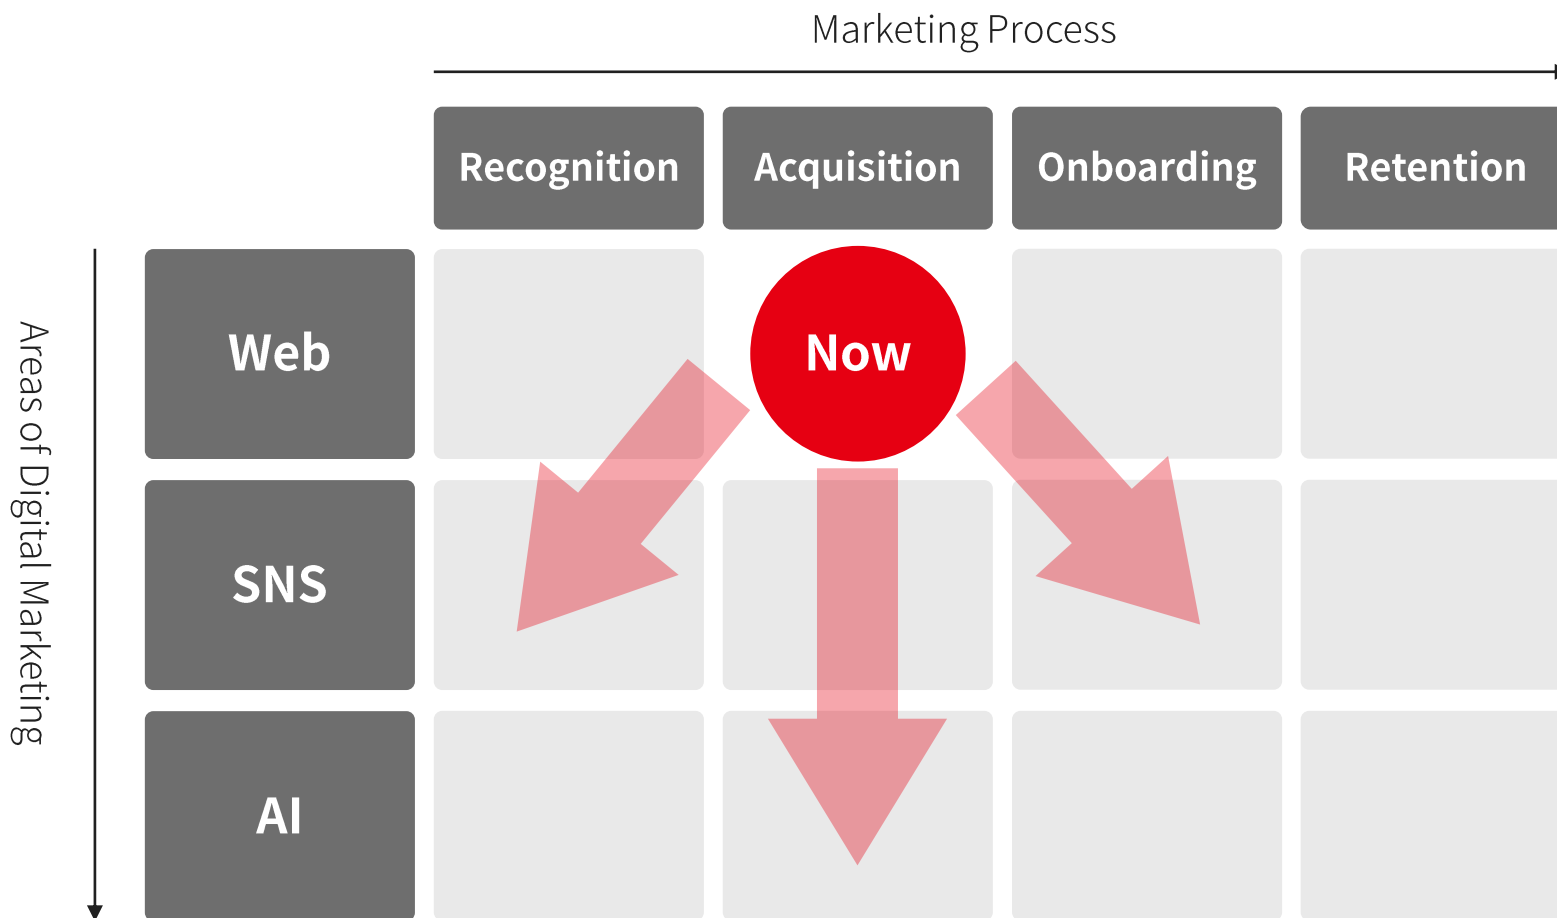 Marketing Process
Recognition
Acquisition
Onboarding
Retention
Areas of Digital Marketing
Web
Now
SNS
AI